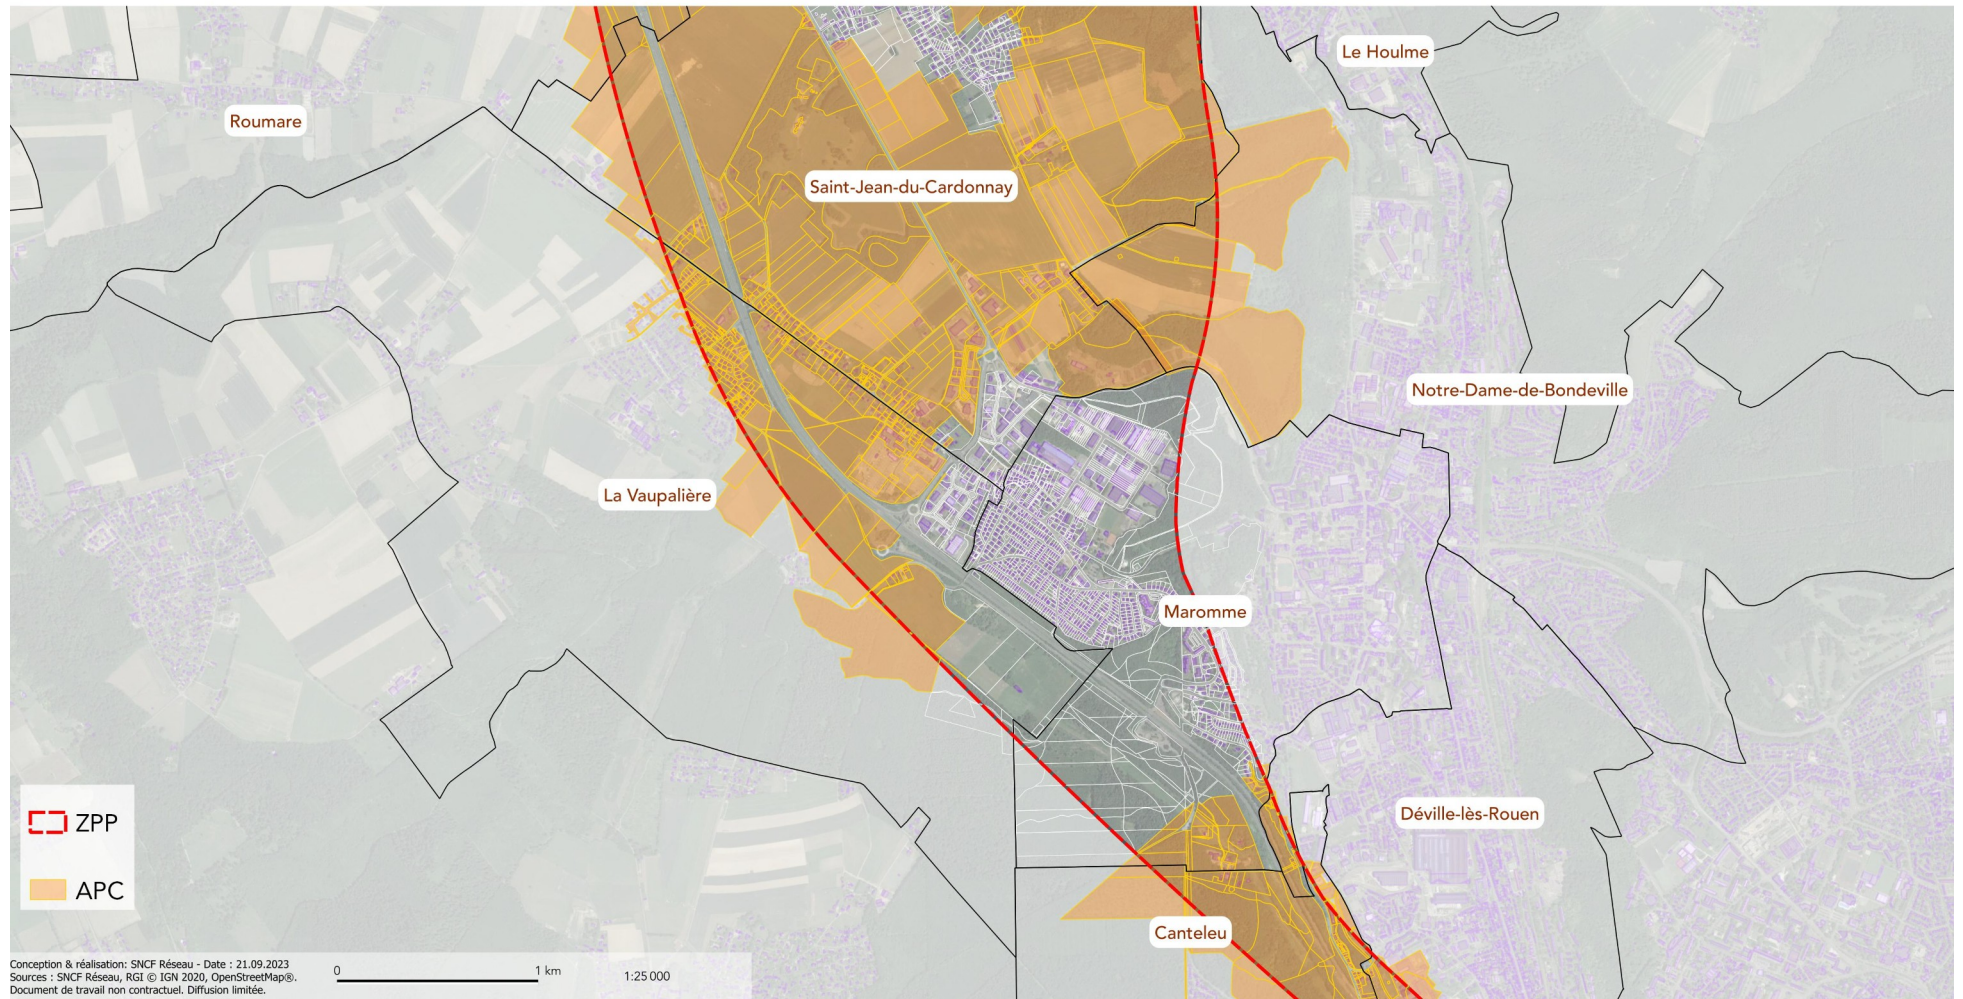 Le Houlme
Roumare
Saint-Jean-du-Cardonnay
Notre-Dame-de-Bondeville
La Vaupalière
Maromme
Déville-lès-Rouen
Canteleu
ZPP
APC
Conception & réalisation: SNCF Réseau - Date : 21.09.2023
Sources : SNCF Réseau, RGI © IGN 2020, OpenStreetMap®.
Document de travail non contractuel. Diffusion limitée.
0 1 km
1:25 000